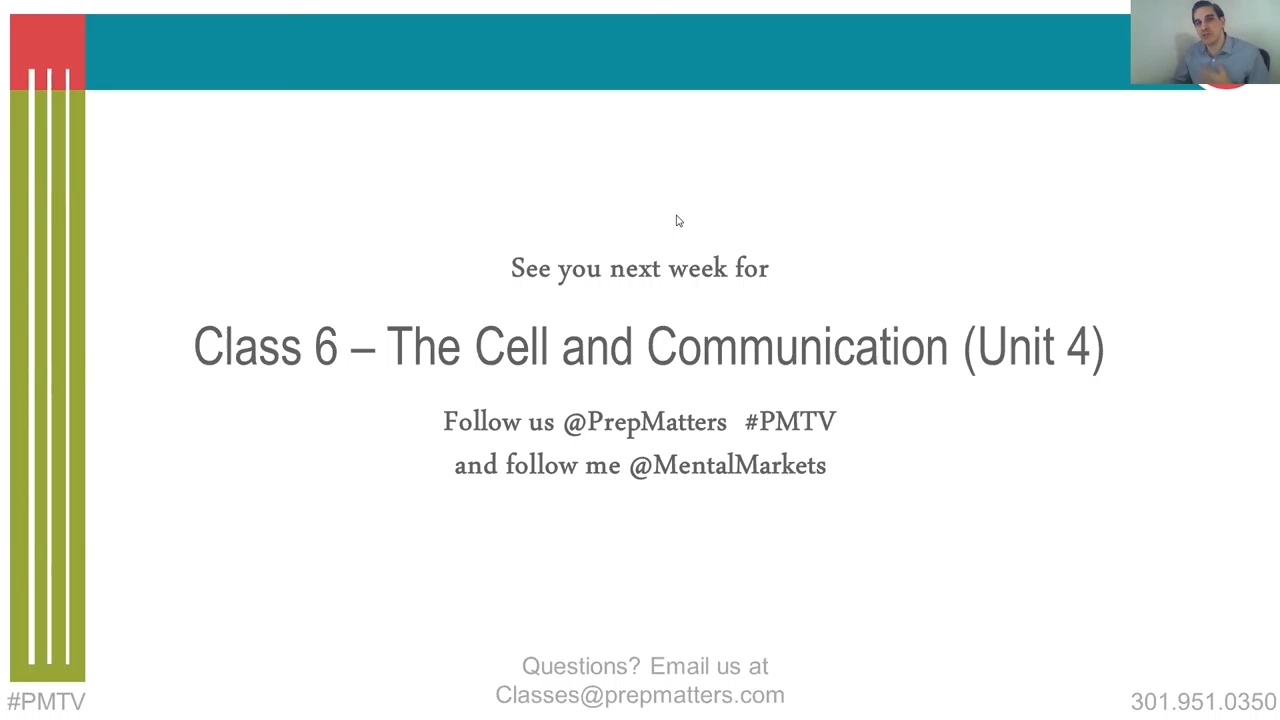 See you next week for
Class 6 – The Cell and Communication (Unit 4)
Follow us @PrepMatters #PMTV
and follow me @MentalMarkets
Questions? Email us at
Classes@prepmatters.com
#PMTV
301.951.0350